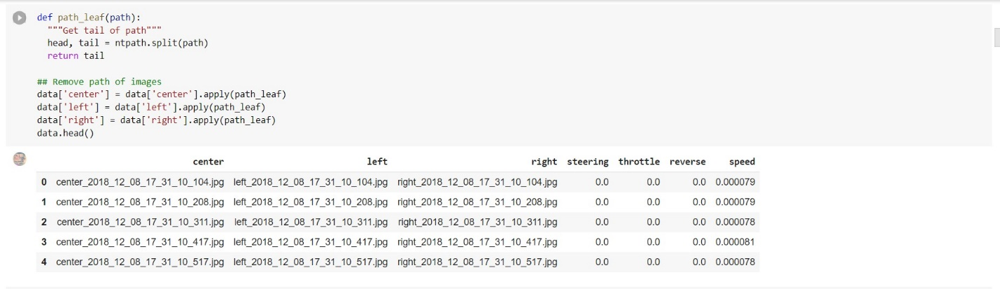 def path_leaf(path):
"""Get tail of path"""
head, tail = ntpath.split(path)
return tail
## Remove path of images
data['center'] = data['center'].apply(path_leaf)
data['left'] = data['left'].apply(path_leaf)
data['right'] = data['right'].apply(path_leaf)
data.head()
center left right steering throttle reverse speed
0 center_2018_12_08_17_31_10_104.jpg left_2018_12_08_17_31_10_104.jpg right_2018_12_08_17_31_10_104.jpg 0.0 0.0 0.0 0.000079
1 center_2018_12_08_17_31_10_208.jpg left_2018_12_08_17_31_10_208.jpg right_2018_12_08_17_31_10_208.jpg 0.0 0.0 0.0 0.000079
2 center_2018_12_08_17_31_10_311.jpg left_2018_12_08_17_31_10_311.jpg right_2018_12_08_17_31_10_311.jpg 0.0 0.0 0.0 0.000078
3 center_2018_12_08_17_31_10_417.jpg left_2018_12_08_17_31_10_417.jpg right_2018_12_08_17_31_10_417.jpg 0.0 0.0 0.0 0.000081
4 center_2018_12_08_17_31_10_517.jpg left_2018_12_08_17_31_10_517.jpg right_2018_12_08_17_31_10_517.jpg 0.0 0.0 0.0 0.000078